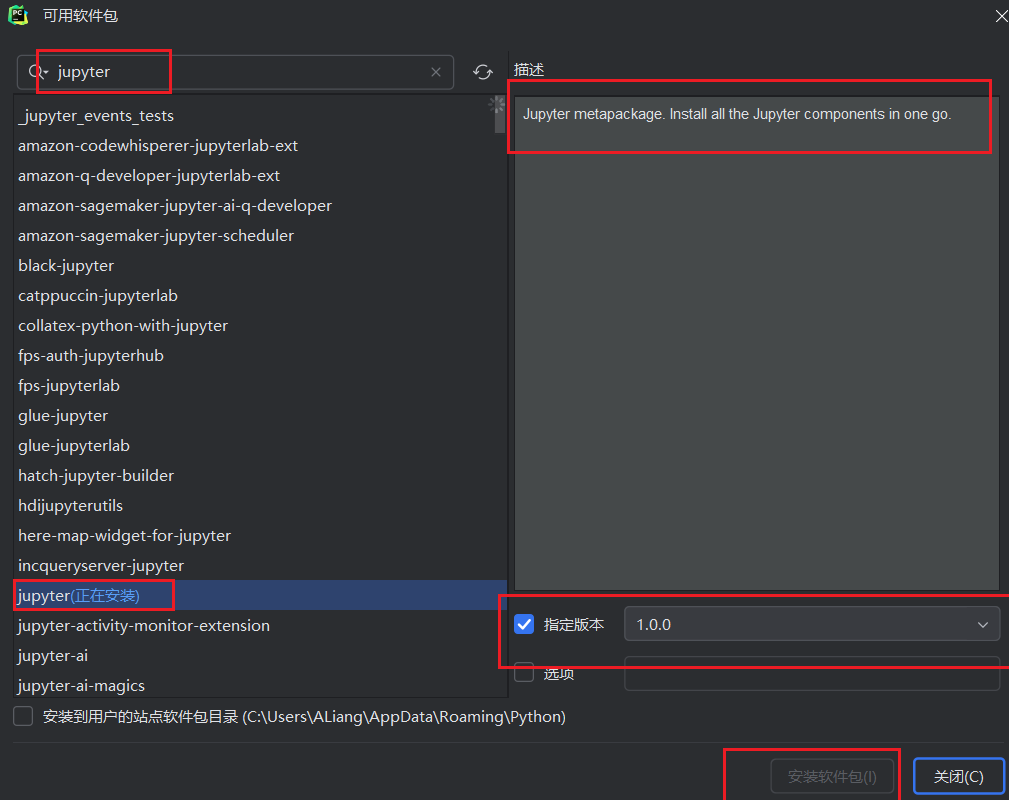 PC
可用软件包
jupyter
描述
Jupyter metapackage. Install all the Jupyter components in one go.
_jupyter_events_tests
amazon-codewhisperer-jupyterlab-ext
amazon-q-developer-jupyterlab-ext
amazon-sagemaker-jupyter-ai-q-developer
amazon-sagemaker-jupyter-scheduler
black-jupyter
catppuccin-jupyterlab
collatex-python-with-jupyter
fps-auth-jupyterhub
fps-jupyterlab
glue-jupyter
glue-jupyterlab
hatch-jupyter-builder
hdijupyterutils
here-map-widget-for-jupyter
incqueryserver-jupyter
jupyter(正在安装)
jupyter-activity-monitor-extension
jupyter-ai
jupyter-ai-magics
指定版本 1.0.0
选项
安装到用户的站点软件包目录 (C:\Users\ALiang\AppData\Roaming\Python)
安装软件包(I)
关闭(C)